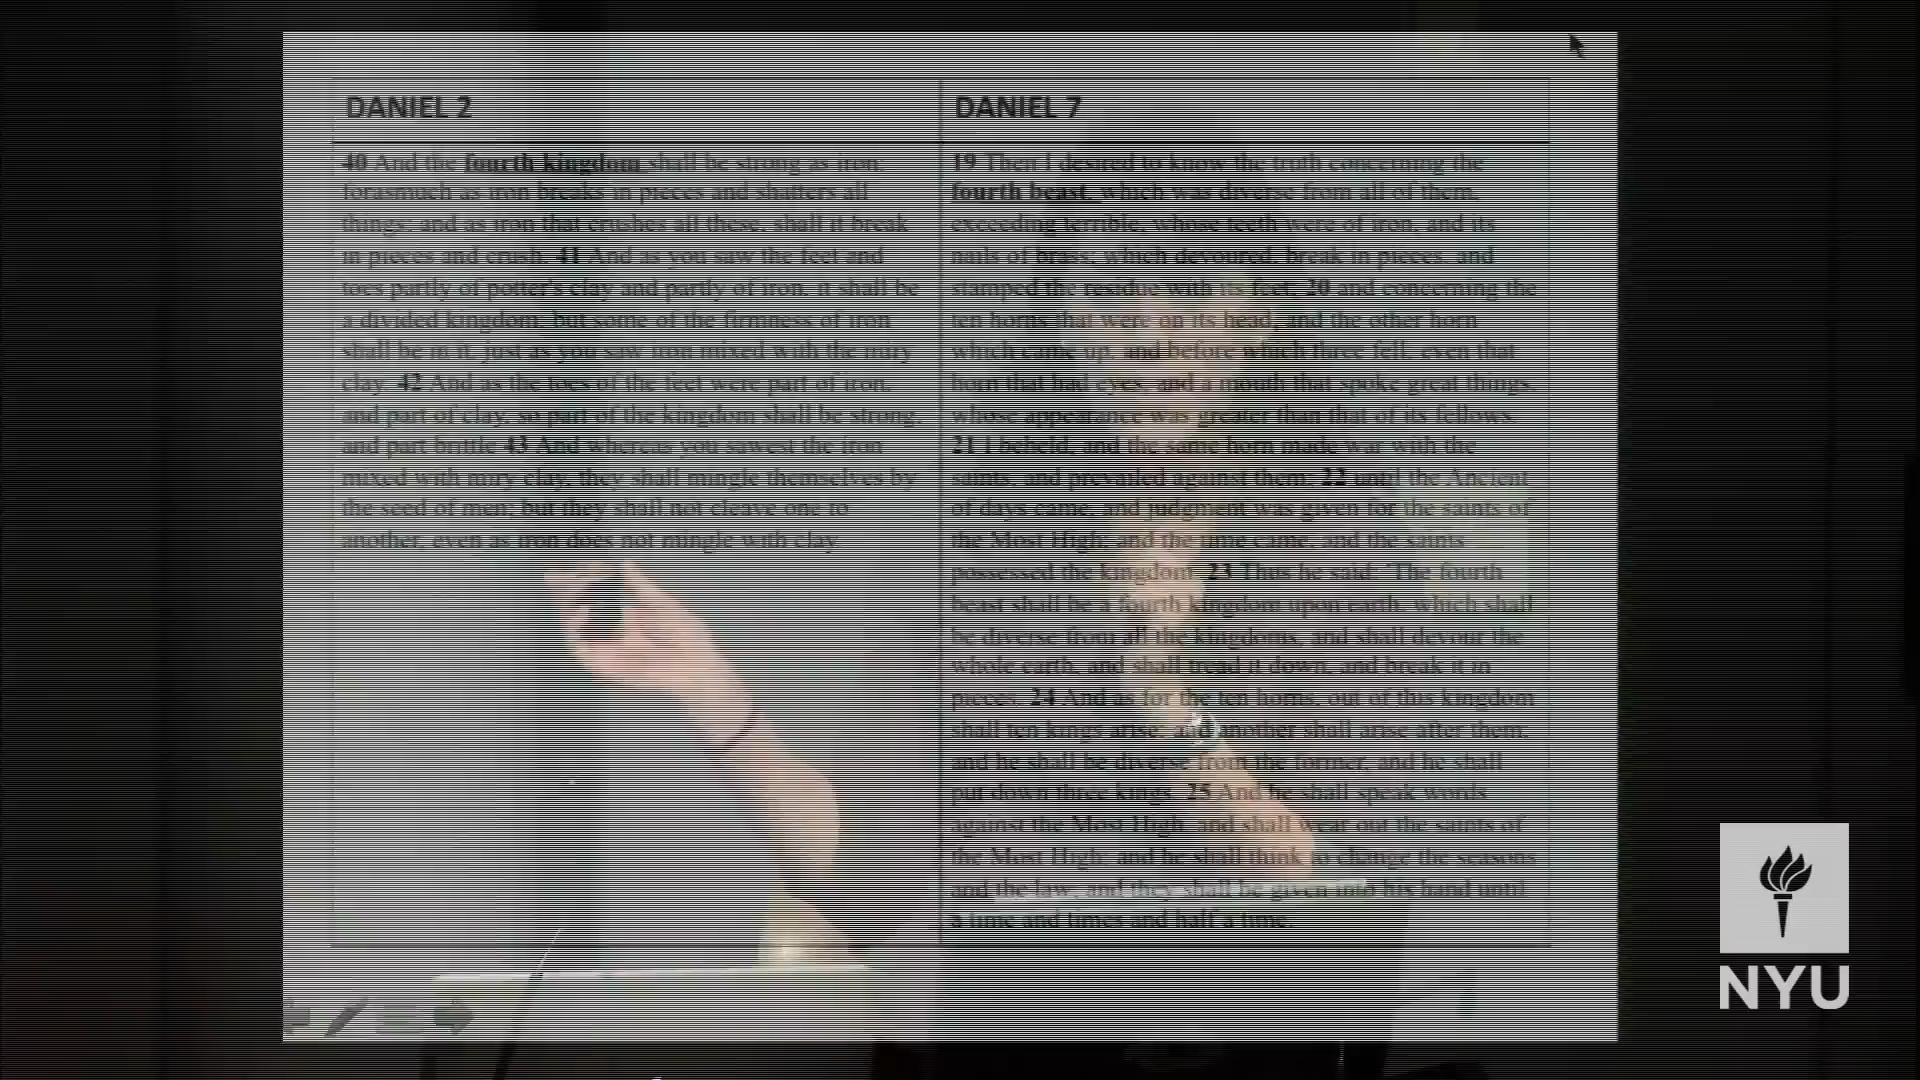 DANIEL 2
40 And the fourth kingdom shall be strong as iron;
forasmuch as iron breaks in pieces and shatters all
things; and as iron that crushes all these, shall it break
in pieces and crush. 41 And as you saw the feet and
toes partly of potter's clay and partly of iron, it shall be
a divided kingdom; but some of the firmness of iron
shall be in it, just as you saw iron mixed with the miry
clay. 42 And as the toes of the feet were part of iron,
and part of clay, so part of the kingdom shall be strong,
and part brittle 43 And whereas you sawest the iron
mixed with miry clay, they shall mingle themselves by
the seed of men; but they shall not cleave one to
another, even as iron does not mingle with clay
DANIEL 7
19 Then I desired to know the truth concerning the
fourth beast, which was diverse from all of them,
exceeding terrible, whose teeth were of iron, and its
nails of brass; which devoured, break in pieces, and
stamped the residue with its feet; 20 and concerning the
ten horns that were on its head, and the other horn
which came up, and before which three fell, even that
horn that had eyes, and a mouth that spoke great things,
whose appearance was greater than that of its fellows.
21 I beheld, and the same horn made war with the
saints, and prevailed against them; 22 until the Ancient
of days came, and judgment was given for the saints of
the Most High; and the time came, and the saints
possessed the kingdom. 23 Thus he said: 'The fourth
beast shall be a fourth kingdom upon earth, which shall
be diverse from all the kingdoms, and shall devour the
whole earth, and shall tread it down, and break it in
pieces. 24 And as for the ten horns, out of this kingdom
shall ten kings arise; and another shall arise after them;
and he shall be diverse from the former, and he shall
put down three kings. 25 And he shall speak words
against the Most High, and shall wear out the saints of
the Most High; and he shall think to change the seasons
and the law; and they shall be given into his hand until
a time and times and half a time.
NYU